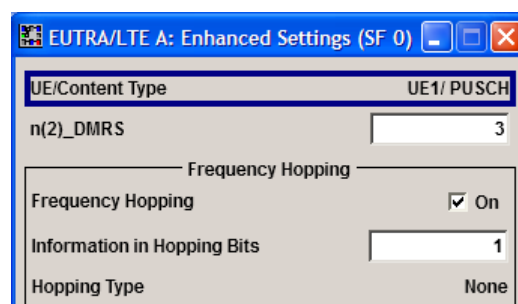 EUTRA/LTE A: Enhanced Settings (SF 0)
UE/Content Type UE1/ PUSCH
n(2)_DMRS 3
Frequency Hopping
Frequency Hopping On
Information in Hopping Bits 1
Hopping Type None